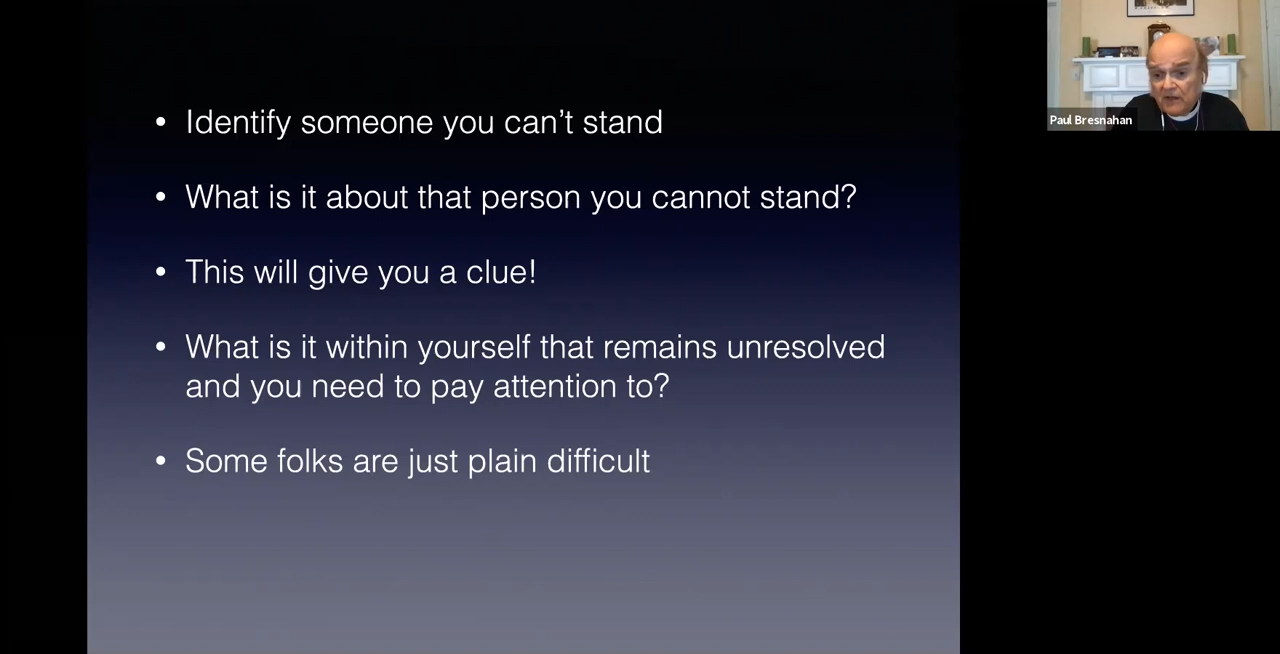 • Identify someone you can’t stand
• What is it about that person you cannot stand?
• This will give you a clue!
• What is it within yourself that remains unresolved
and you need to pay attention to?
• Some folks are just plain difficult
Paul Bresnahan